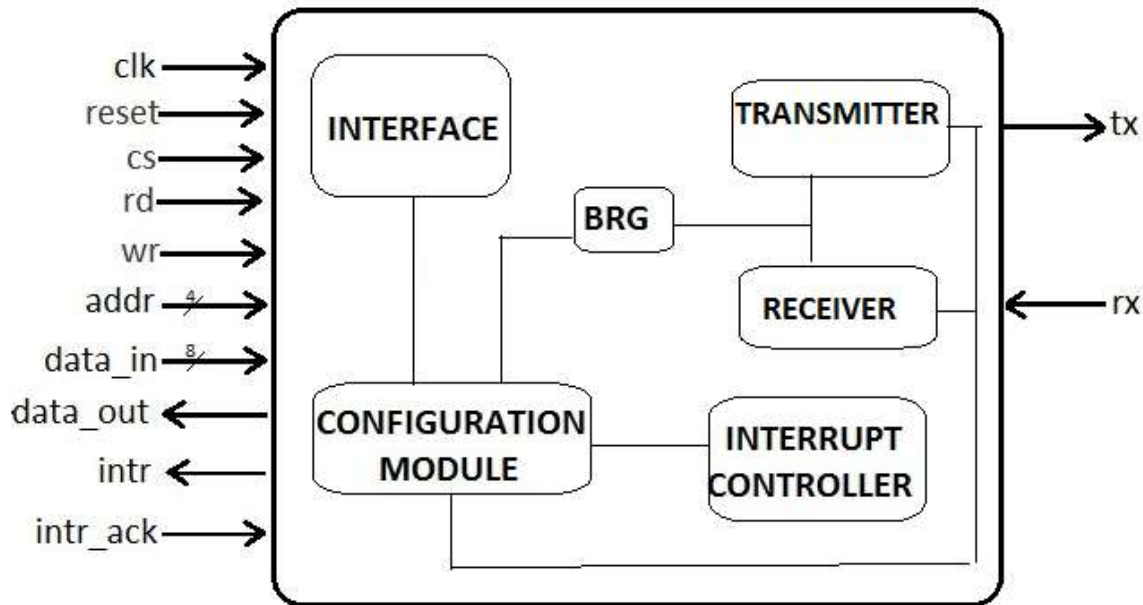 clk
reset
cs
rd
wr
addr 4
data_in 8
data_out
intr
intr_ack
INTERFACE
TRANSMITTER
BRG
RECEIVER
CONFIGURATION
MODULE
INTERRUPT
CONTROLLER
tx
rx